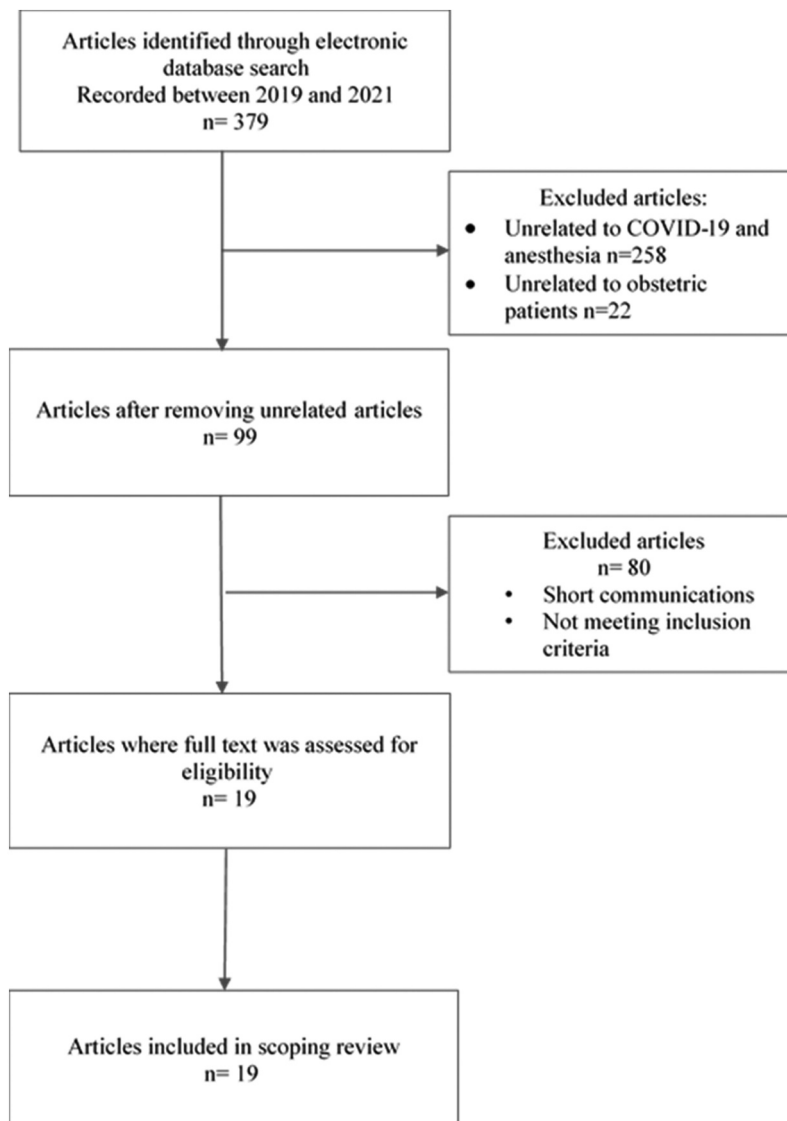 Articles identified through electronic
database search
Recorded between 2019 and 2021
n= 379
Excluded articles:
● Unrelated to COVID-19 and
anesthesia n=258
● Unrelated to obstetric
patients n=22
Articles after removing unrelated articles
n= 99
Excluded articles
n= 80
• Short communications
• Not meeting inclusion
criteria
Articles where full text was assessed for
eligibility
n= 19
Articles included in scoping review
n= 19